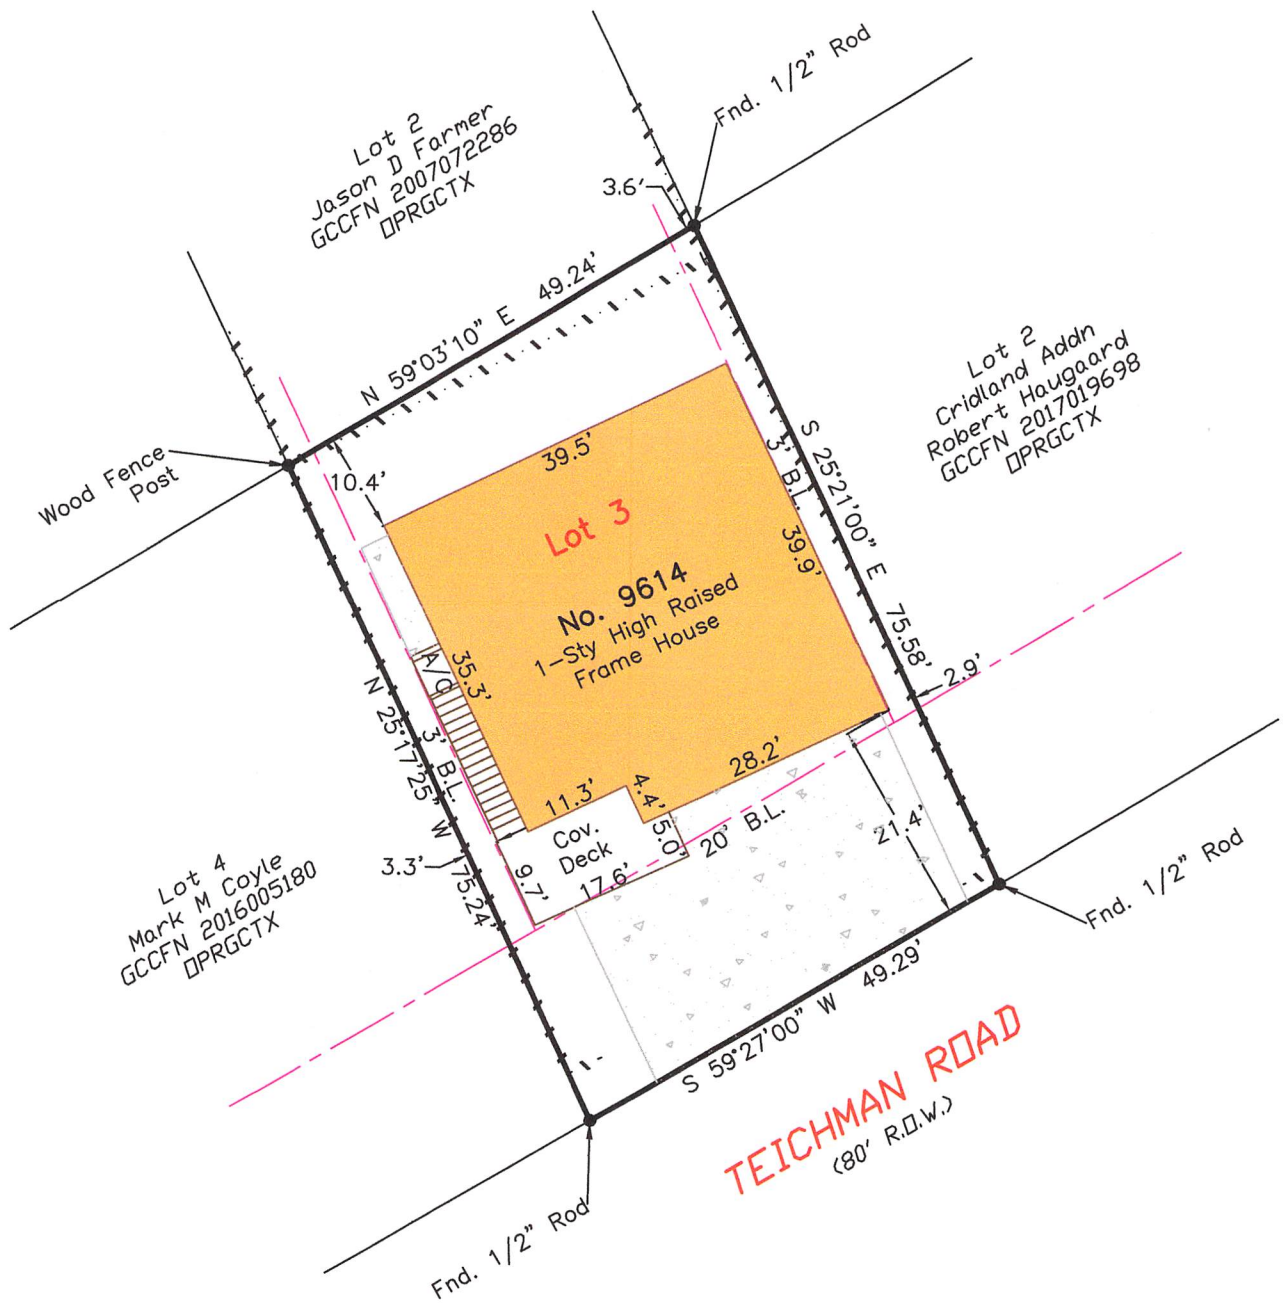 Fnd. 1/2" Rod
Lot 2
Jason D Farmer
GCCFN 2007072286
OPRGCTX
3.6'
N 59°03'10" E 49.24'
Wood Fence
Post
10.4'
39.5'
Lot 3
No. 9614
1-Sty High Raised
Frame House
S 25°21'00" E 75.58'
3' B.L.
39.9'
Lot 2
Cridland Addn
Robert Haugaard
GCCFN 2017019698
OPRGCTX
A/C
35.3'
N 25°17'25" W 75.24'
3' B.L.
2.9'
11.3'
4.4'
28.2'
5.0'
Cov.
Deck
20' B.L.
21.4'
3.3'
9.7'
17.6'
Lot 4
Mark M Coyle
GCCFN 2016005180
OPRGCTX
Fnd. 1/2" Rod
S 59°27'00" W 49.29'
TEICHMAN ROAD
(80' R.O.W.)
Fnd. 1/2" Rod